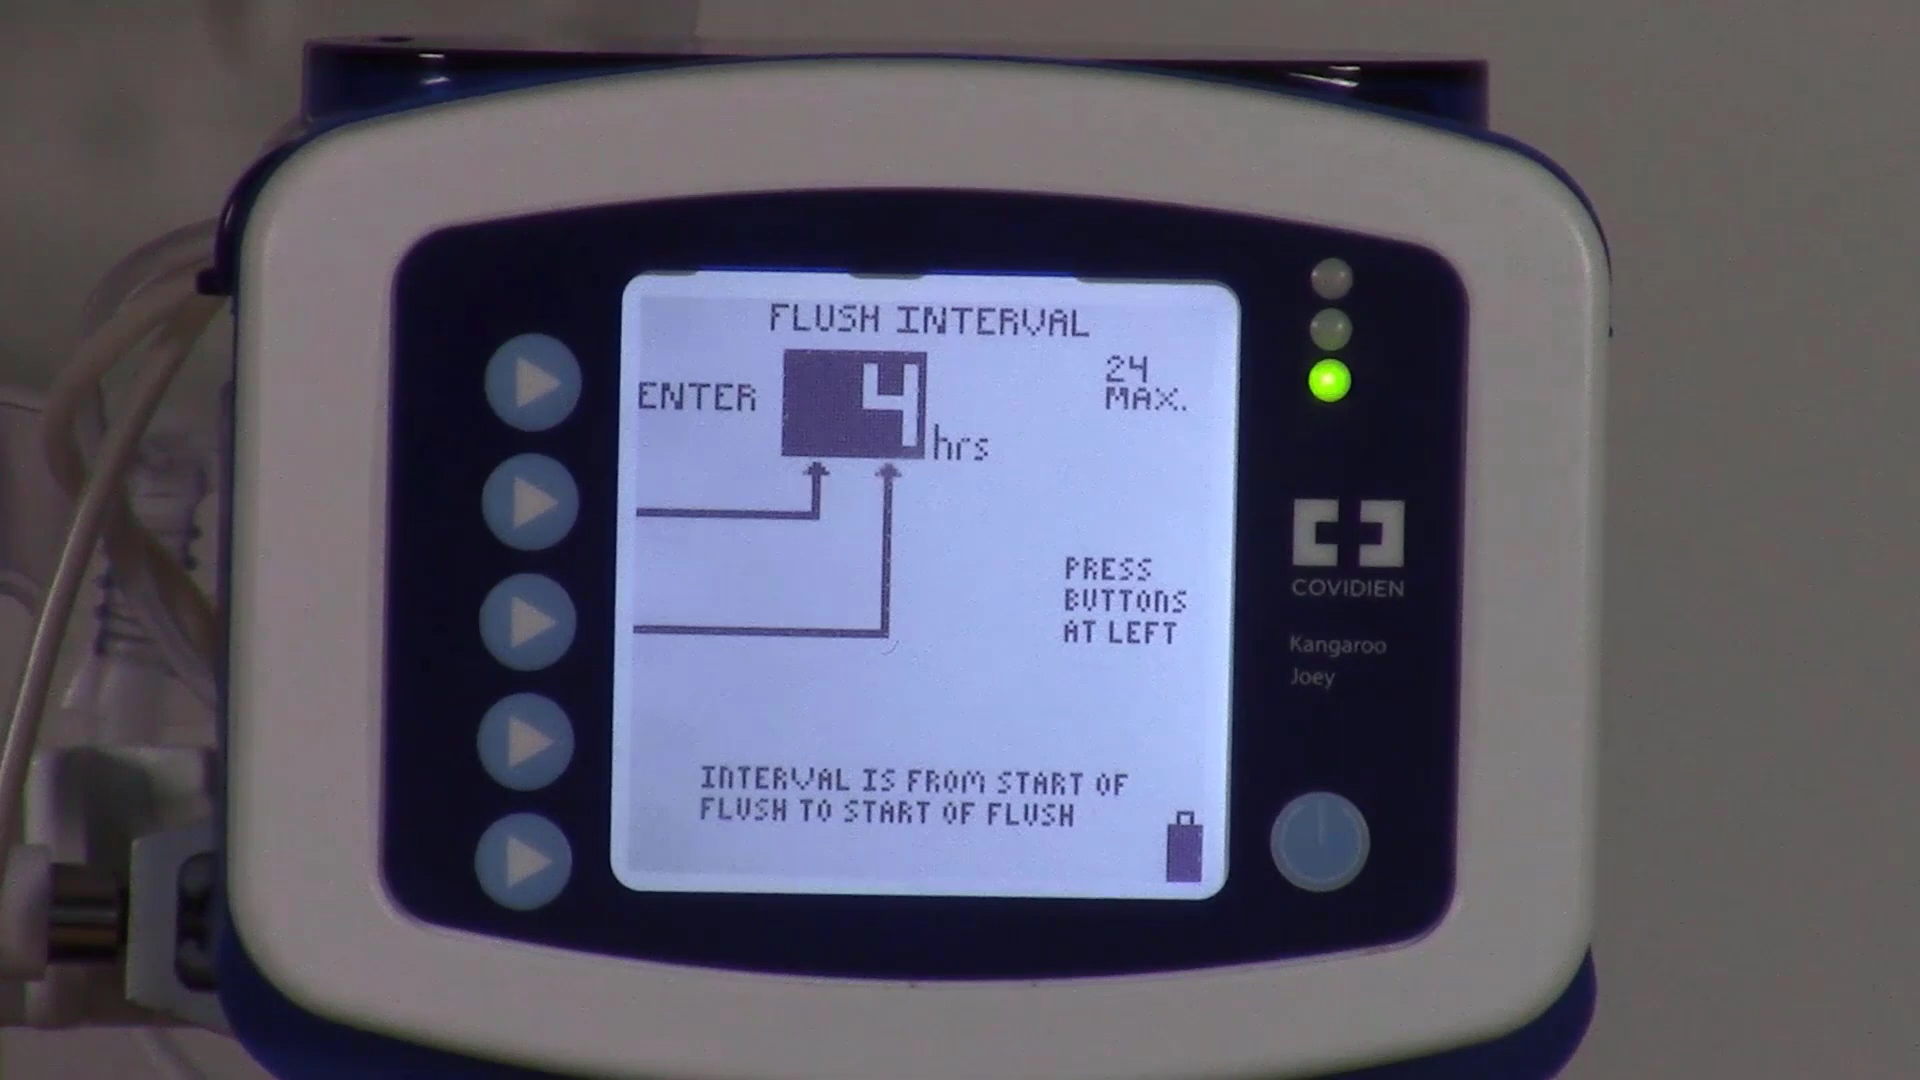 FLUSH INTERVAL
ENTER 4 hrs
24
MAX.
PRESS
BUTTONS
AT LEFT
INTERVAL IS FROM START OF
FLUSH TO START OF FLUSH
COVIDIEN
Kangaroo
Joey